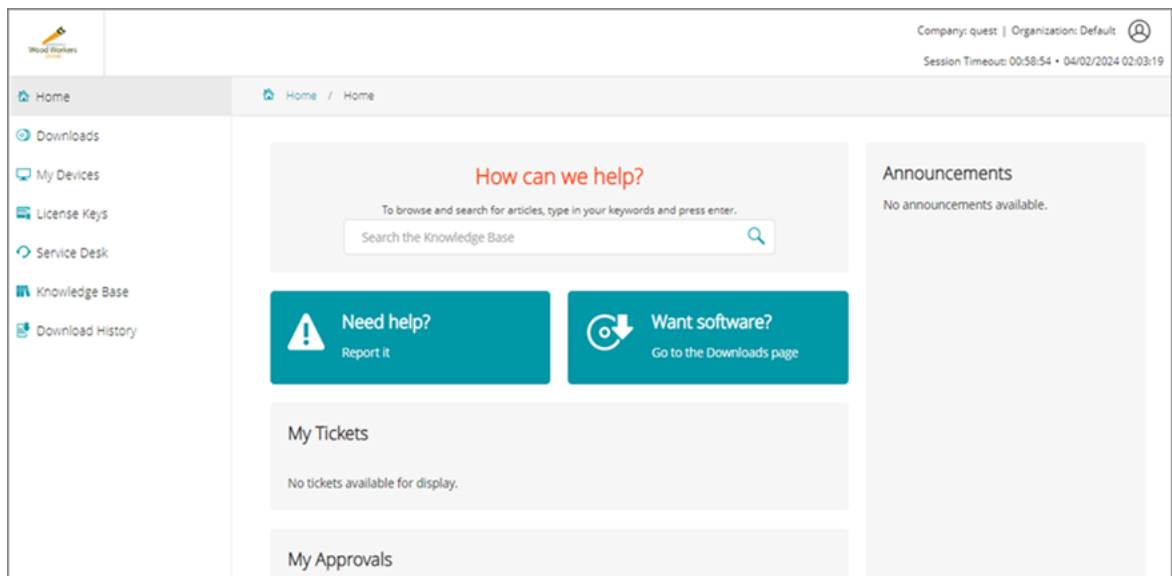 Wood Workers
Company: quest | Organization: Default
Session Timeout: 00:58:54 • 04/02/2024 02:03:19
Home
Downloads
My Devices
License Keys
Service Desk
Knowledge Base
Download History
Home / Home
How can we help?
To browse and search for articles, type in your keywords and press enter.
Search the Knowledge Base
Need help?
Report it
Want software?
Go to the Downloads page
My Tickets
No tickets available for display.
My Approvals
Announcements
No announcements available.